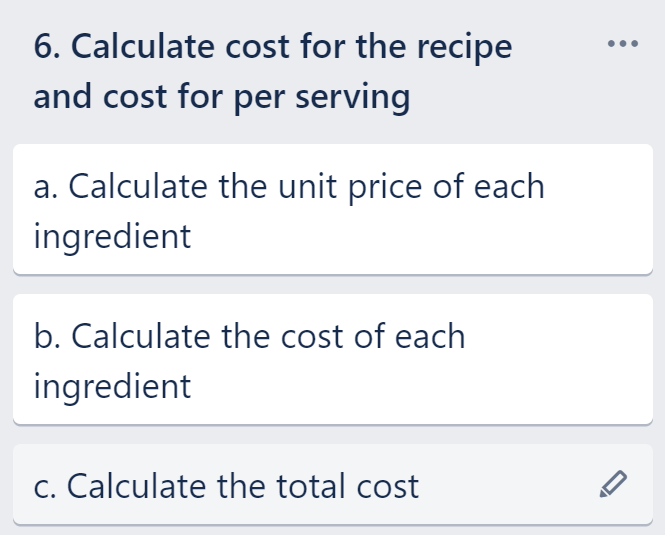 6. Calculate cost for the recipe
and cost for per serving
a. Calculate the unit price of each
ingredient
b. Calculate the cost of each
ingredient
c. Calculate the total cost